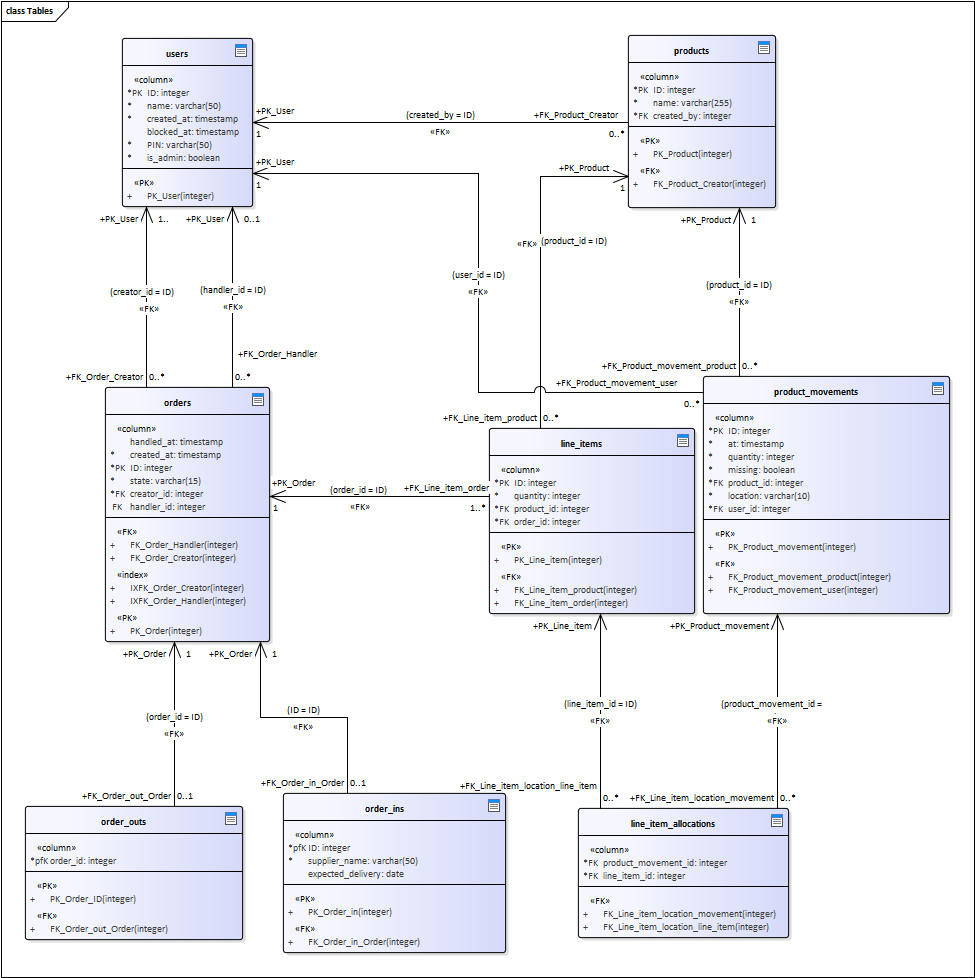 class Tables
users
«column»
*PK ID: integer
* name: varchar(50)
* created_at: timestamp
blocked_at: timestamp
* PIN: varchar(50)
* is_admin: boolean
«PK»
+ PK_User(integer)
products
«column»
*PK ID: integer
* name: varchar(255)
*FK created_by: integer
«PK»
+ PK_Product(integer)
«FK»
+ FK_Product_Creator(integer)
+PK_User
1
(created_by = ID)
«FK»
+FK_Product_Creator
0..*
+PK_User
1
(user_id = ID)
«FK»
+FK_Product_movement_user
0..*
+PK_Product
1
«FK»
(product_id = ID)
+FK_Line_item_product
0..*
+PK_Product
1
(product_id = ID)
«FK»
+FK_Product_movement_product
0..*
+PK_User
1..
(creator_id = ID)
«FK»
+FK_Order_Creator
0..*
+PK_User
0..1
(handler_id = ID)
«FK»
+FK_Order_Handler
0..*
orders
«column»
handled_at: timestamp
* created_at: timestamp
*PK ID: integer
* state: varchar(15)
*FK creator_id: integer
FK handler_id: integer
«FK»
+ FK_Order_Handler(integer)
+ FK_Order_Creator(integer)
«index»
+ IXFK_Order_Creator(integer)
+ IXFK_Order_Handler(integer)
«PK»
+ PK_Order(integer)
+PK_Order
1
(order_id = ID)
«FK»
+FK_Line_item_order
1..*
line_items
«column»
*PK ID: integer
* quantity: integer
*FK product_id: integer
*FK order_id: integer
«PK»
+ PK_Line_item(integer)
«FK»
+ FK_Line_item_product(integer)
+ FK_Line_item_order(integer)
product_movements
«column»
*PK ID: integer
* at: timestamp
* quantity: integer
* missing: boolean
*FK product_id: integer
* location: varchar(10)
*FK user_id: integer
«PK»
+ PK_Product_movement(integer)
«FK»
+ FK_Product_movement_product(integer)
+ FK_Product_movement_user(integer)
+PK_Order
1
(order_id = ID)
«FK»
+FK_Order_out_Order
0..1
+PK_Order
1
(ID = ID)
«FK»
+FK_Order_in_Order
0..1
+PK_Line_item
(line_item_id = ID)
«FK»
+FK_Line_item_location_line_item
0..*
+PK_Product_movement
(product_movement_id =
«FK»
+FK_Line_item_location_movement
0..*
order_outs
«column»
*pfK order_id: integer
«PK»
+ PK_Order_ID(integer)
«FK»
+ FK_Order_out_Order(integer)
order_ins
«column»
*pfK ID: integer
* supplier_name: varchar(50)
expected_delivery: date
«PK»
+ PK_Order_in(integer)
«FK»
+ FK_Order_in_Order(integer)
line_item_allocations
«column»
*FK product_movement_id: integer
*FK line_item_id: integer
«FK»
+ FK_Line_item_location_movement(integer)
+ FK_Line_item_location_line_item(integer)